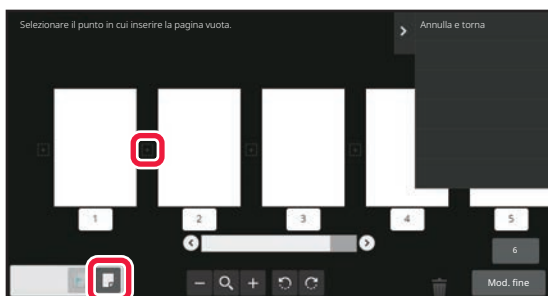 Selezionare il punto in cui inserire la pagina vuota.
Annulla e torna
1
2
3
4
5
6
Mod. fine